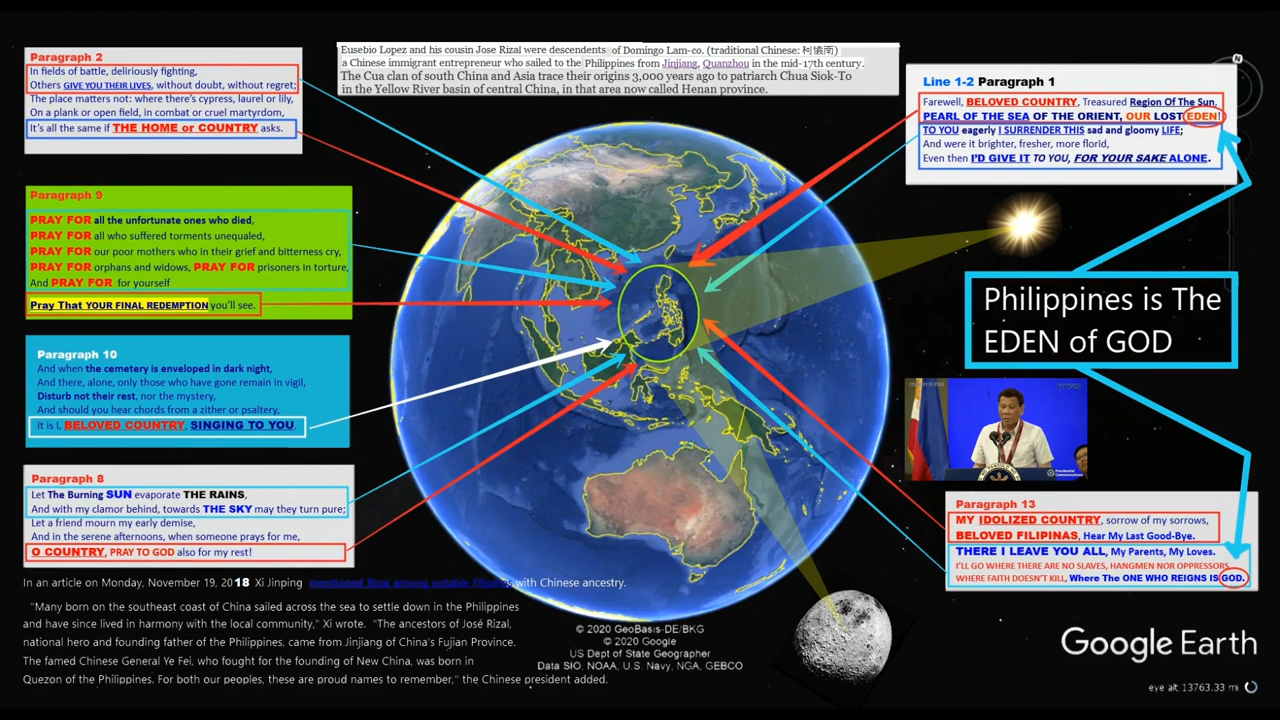 Paragraph 2
In fields of battle, deliriously fighting,
Others GIVE YOU THEIR LIVES, without doubt, without regret;
The place matters not: where there's cypress, laurel or lily,
On a plank or open field, in combat or cruel martyrdom,
It's all the same if THE HOME or COUNTRY asks.
Eusebio Lopez and his cousin Jose Rizal were descendents of Domingo Lam-co. (traditional Chinese: 柯儀南)
a Chinese immigrant entrepreneur who sailed to the Philippines from Jinjiang, Quanzhou in the mid-17th century.
The Cua clan of south China and Asia trace their origins 3,000 years ago to patriarch Chua Siok-To
in the Yellow River basin of central China, in that area now called Henan province.
N
Line 1-2 Paragraph 1
Farewell, BELOVED COUNTRY, Treasured Region Of The Sun,
PEARL OF THE SEA OF THE ORIENT, OUR LOST EDEN!
TO YOU eagerly I SURRENDER THIS sad and gloomy LIFE;
And were it brighter, fresher, more florid,
Even then I'D GIVE IT TO YOU, FOR YOUR SAKE ALONE.
Paragraph 9
PRAY FOR all the unfortunate ones who died,
PRAY FOR all who suffered torments unequaled,
PRAY FOR our poor mothers who in their grief and bitterness cry,
PRAY FOR orphans and widows, PRAY FOR prisoners in torture,
And PRAY FOR for yourself
Pray That YOUR FINAL REDEMPTION you'll see.
Philippines is The
EDEN of GOD
Paragraph 10
And when the cemetery is enveloped in dark night,
And there, alone, only those who have gone remain in vigil,
Disturb not their rest, nor the mystery,
And should you hear chords from a zither or psaltery,
It is I, BELOVED COUNTRY, SINGING TO YOU.
Presidential
Communications
Paragraph 8
Let The Burning SUN evaporate THE RAINS,
And with my clamor behind, towards THE SKY may they turn pure;
Let a friend mourn my early demise,
And in the serene afternoons, when someone prays for me,
O COUNTRY, PRAY TO GOD also for my rest!
Paragraph 13
MY IDOLIZED COUNTRY, sorrow of my sorrows,
BELOVED FILIPINAS, Hear My Last Good-Bye.
THERE I LEAVE YOU ALL, My Parents, My Loves.
I'LL GO WHERE THERE ARE NO SLAVES, HANGMEN NOR OPPRESSORS
WHERE FAITH DOESN'T KILL, Where The ONE WHO REIGNS IS GOD.
In an article on Monday, November 19, 2018 Xi Jinping mentioned Rizal among notable Filipinos with Chinese ancestry.
"Many born on the southeast coast of China sailed across the sea to settle down in the Philippines
and have since lived in harmony with the local community," Xi wrote. "The ancestors of José Rizal,
national hero and founding father of the Philippines, came from Jinjiang of China's Fujian Province.
The famed Chinese General Ye Fei, who fought for the founding of New China, was born in
Quezon of the Philippines. For both our peoples, these are proud names to remember," the Chinese president added.
© 2020 GeoBasis-DE/BKG
© 2020 Google
US Dept of State Geographer
Data SIO, NOAA, U.S. Navy, NGA, GEBCO
Google Earth
eye alt 13763.33 mi